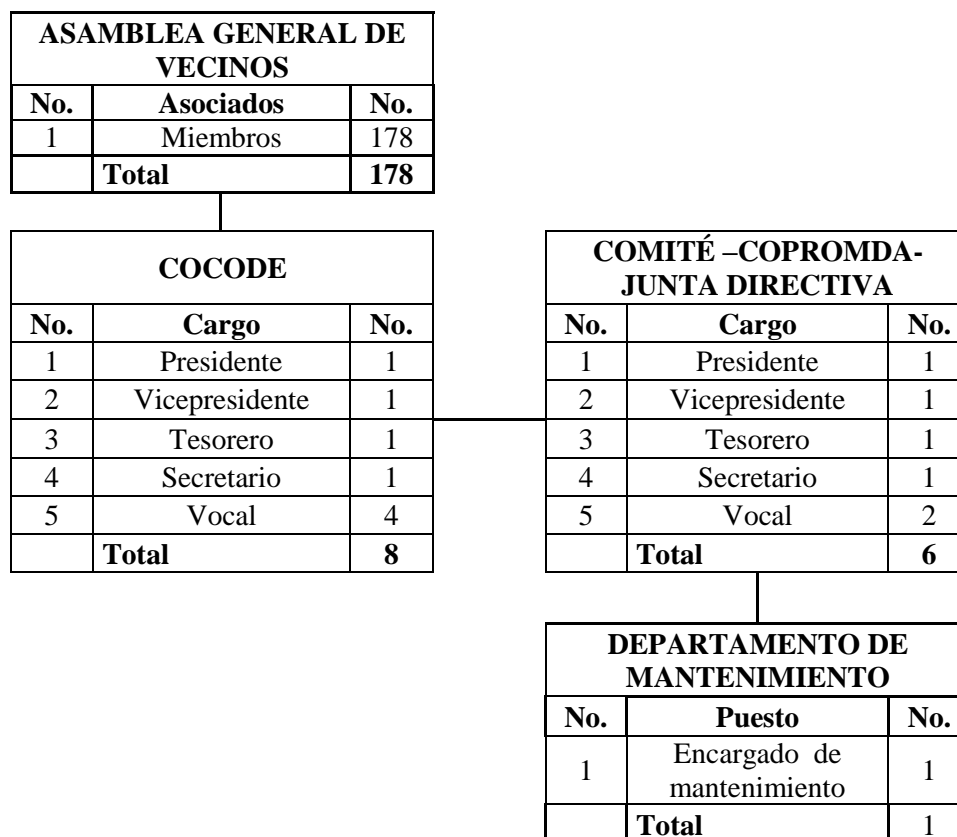 ASAMBLEA GENERAL DE
VECINOS
No. Asociados No.
1 Miembros 178
Total 178
COCODE
No. Cargo No.
1 Presidente 1
2 Vicepresidente 1
3 Tesorero 1
4 Secretario 1
5 Vocal 4
Total 8
COMITÉ –COPROMDA-
JUNTA DIRECTIVA
No. Cargo No.
1 Presidente 1
2 Vicepresidente 1
3 Tesorero 1
4 Secretario 1
5 Vocal 2
Total 6
DEPARTAMENTO DE
MANTENIMIENTO
No. Puesto No.
1 Encargado de
mantenimiento 1
Total 1